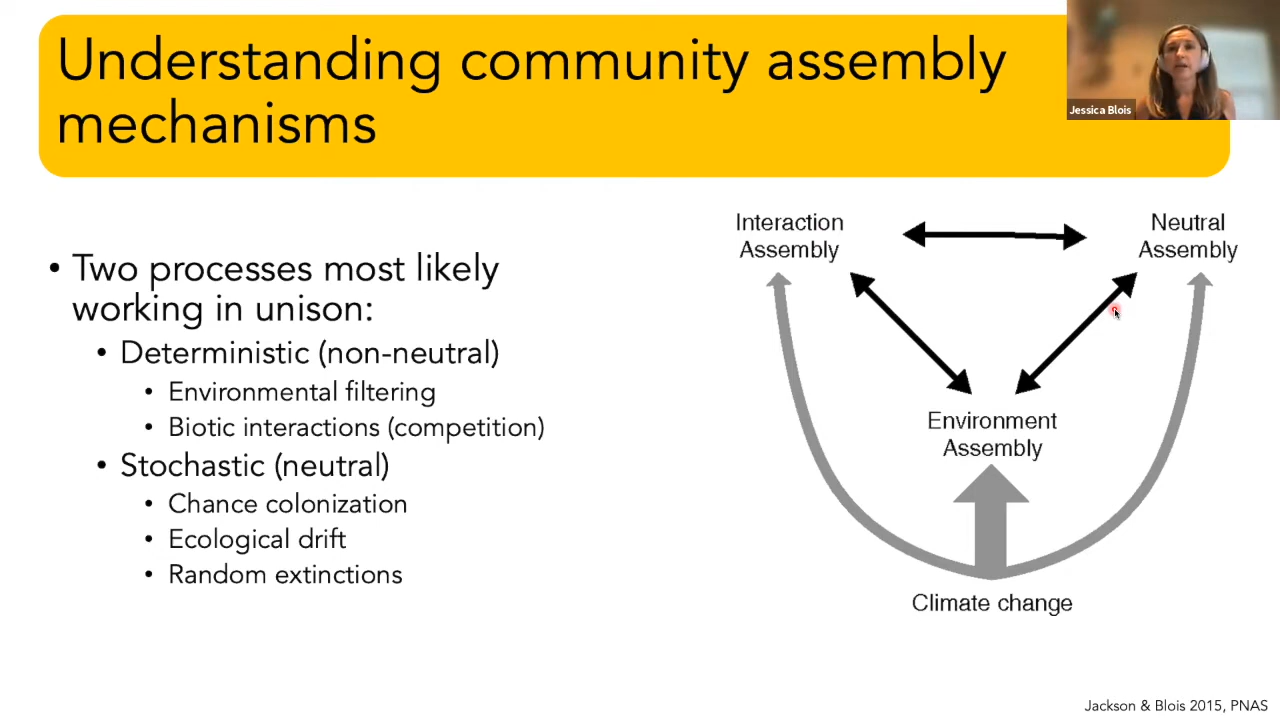 Understanding community assembly
mechanisms
Jessica Blois
• Two processes most likely
working in unison:
• Deterministic (non-neutral)
• Environmental filtering
• Biotic interactions (competition)
• Stochastic (neutral)
• Chance colonization
• Ecological drift
• Random extinctions
Interaction
Assembly
Neutral
Assembly
Environment
Assembly
Climate change
Jackson & Blois 2015, PNAS